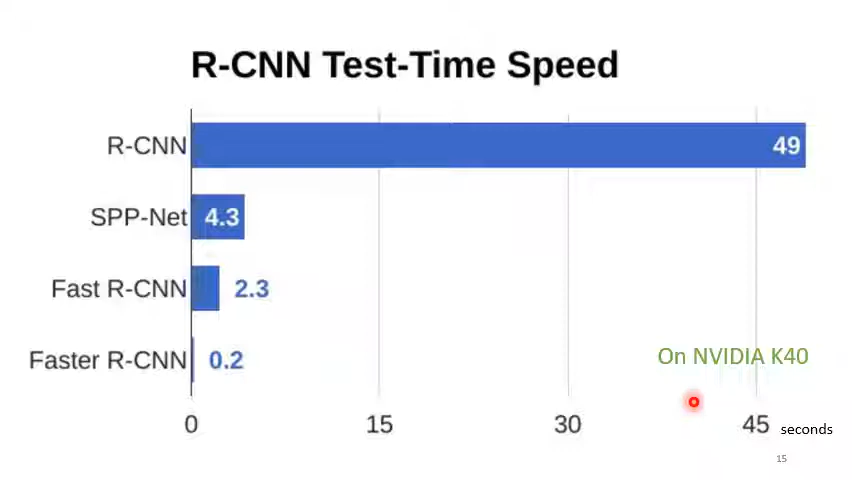 R-CNN Test-Time Speed
R-CNN 49
SPP-Net 4.3
Fast R-CNN 2.3
Faster R-CNN 0.2
On NVIDIA K40
0 15 30 45 seconds
15